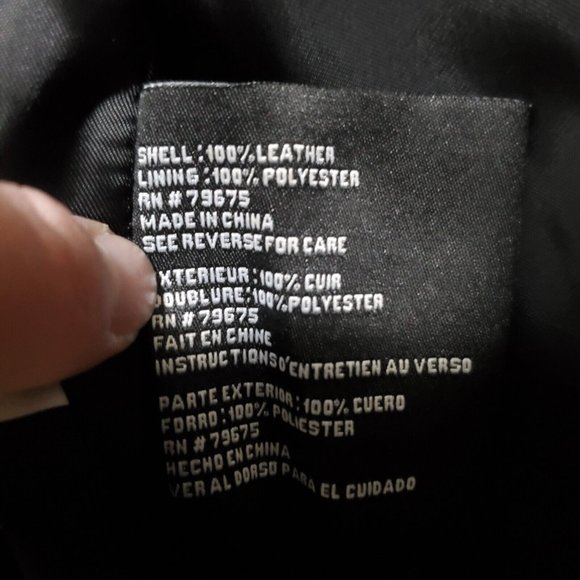 SHELL:100%LEATHER
LINING:100%POLYESTER
RN # 79675
MADE IN CHINA
SEE REVERSE FOR CARE
EXTERIEUR:100% CUIR
DOUBLURE:100%POLYESTER
RN # 79675
FAIT EN CHINE
INSTRUCTIONS D'ENTRETIEN AU VERSO
PARTE EXTERIOR:100% CUERO
FORRO:100% POLIESTER
RN # 79675
HECHO EN CHINA
VER AL DORSO PARA EL CUIDADO